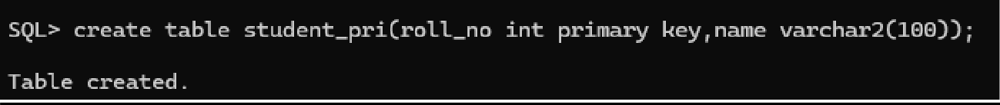 SQL> create table student_pri(roll_no int primary key,name varchar2(100));
Table created.